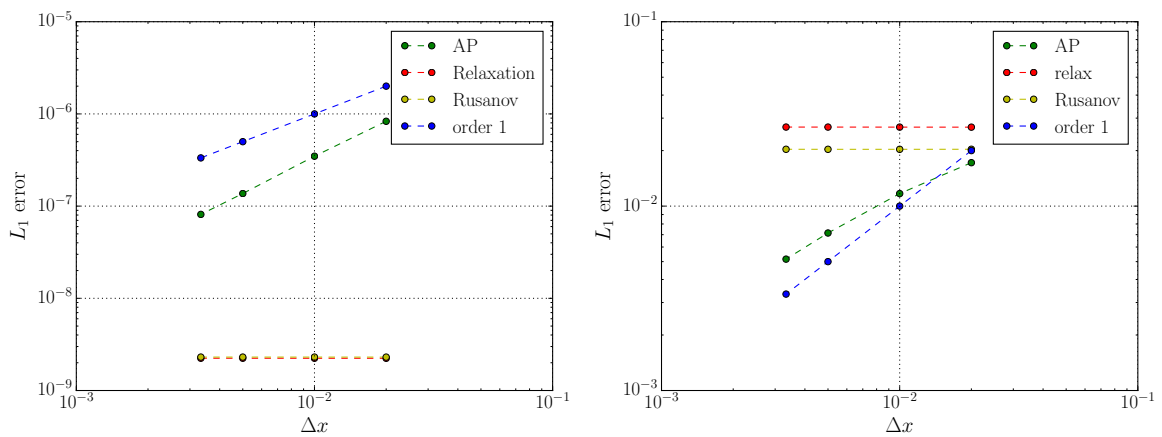 10⁻⁵
10⁻⁶
10⁻⁷
10⁻⁸
10⁻⁹
L₁ error
10⁻³
10⁻²
10⁻¹
Δx
AP
Relaxation
Rusanov
order 1
10⁻¹
10⁻²
10⁻³
L₁ error
10⁻³
10⁻²
10⁻¹
Δx
AP
relax
Rusanov
order 1